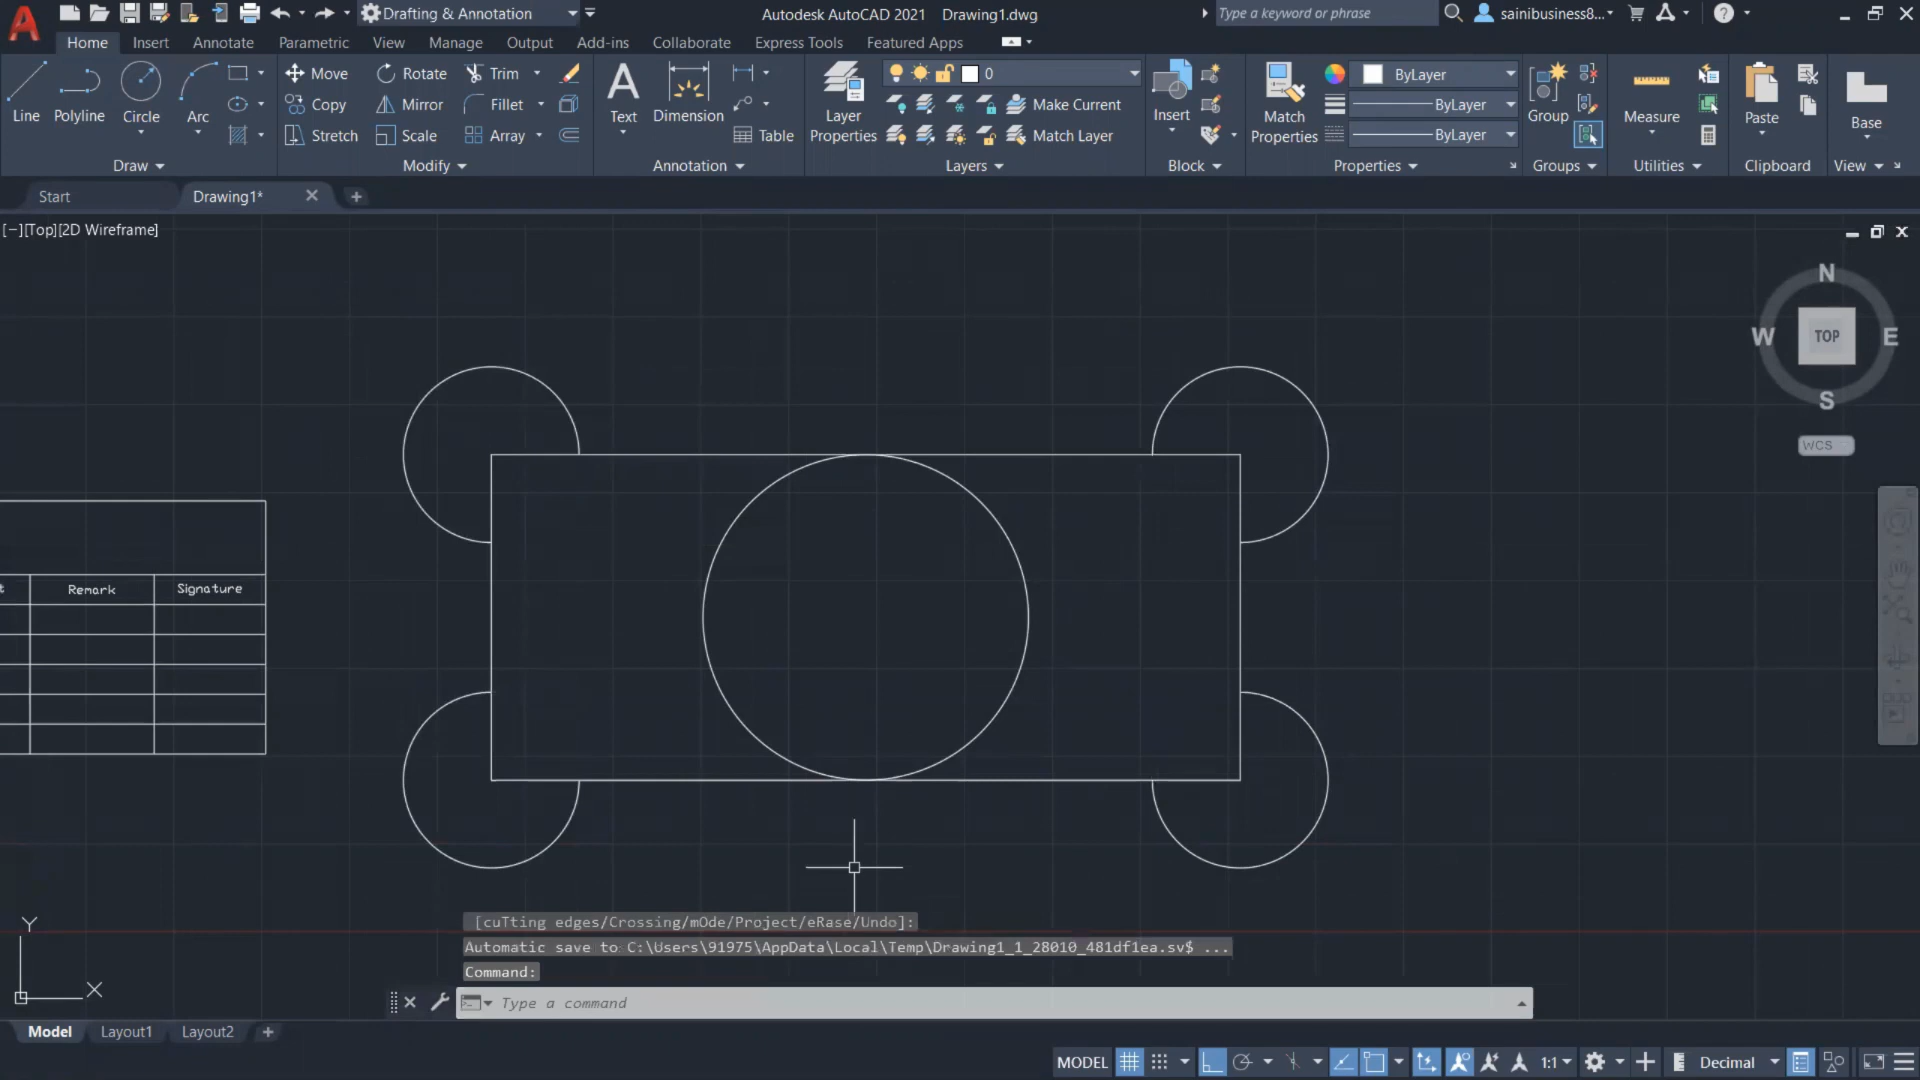 Drafting & Annotation
Autodesk AutoCAD 2021 Drawing1.dwg
Type a keyword or phrase
sainibusiness8...
Home Insert Annotate Parametric View Manage Output Add-ins Collaborate Express Tools Featured Apps
Line Polyline Circle Arc
Move Rotate Trim
Copy Mirror Fillet
Stretch Scale Array
Text Dimension Table
Layer Properties
0
Make Current
Match Layer
Insert
Match Properties
ByLayer
ByLayer
ByLayer
Group
Measure
Paste
Base
Draw Modify Annotation Layers Block Properties Groups Utilities Clipboard View
Start Drawing1*
[−][Top][2D Wireframe]
N
W TOP E
S
WCS
t Remark Signature
Y
X
[cuTting edges/Crossing/mOde/Project/eRase/Undo]:
Automatic save to C:\Users\91975\AppData\Local\Temp\Drawing1_1_28010_481df1ea.sv$ ...
Command:
Type a command
Model Layout1 Layout2
MODEL 1:1 Decimal